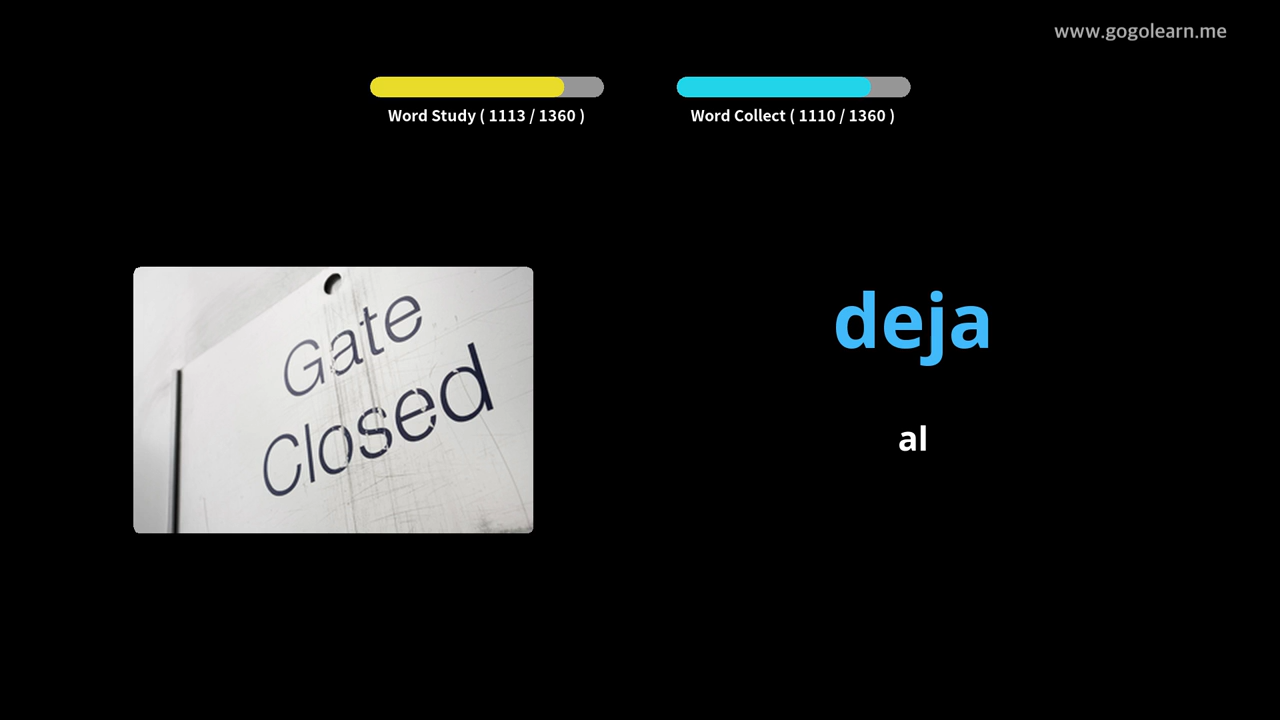 www.gogolearn.me
Word Study ( 1113 / 1360 )
Word Collect ( 1110 / 1360 )
Gate
Closed
deja
al